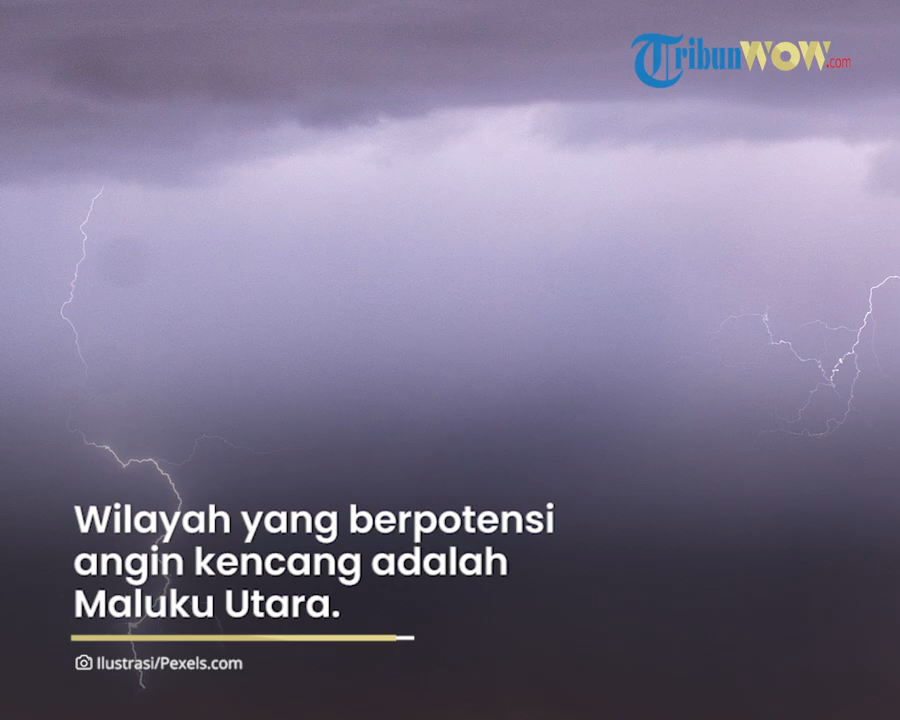 TribunWOW.com
Wilayah yang berpotensi
angin kencang adalah
Maluku Utara.
Ilustrasi/Pexels.com